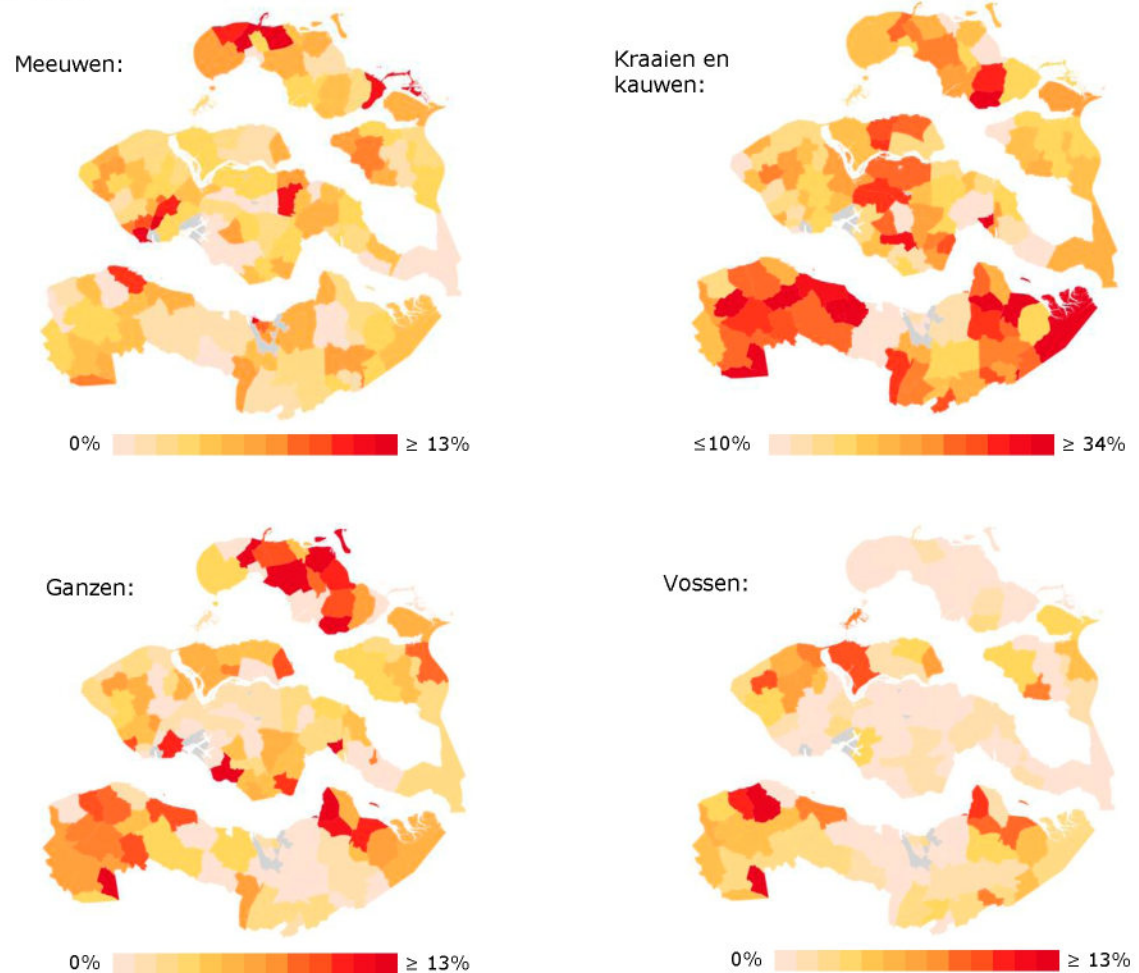 Meeuwen:
Kraaien en
kauwen:
0% ≥ 13%
≤10% ≥ 34%
Ganzen:
Vossen:
0% ≥ 13%
0% ≥ 13%